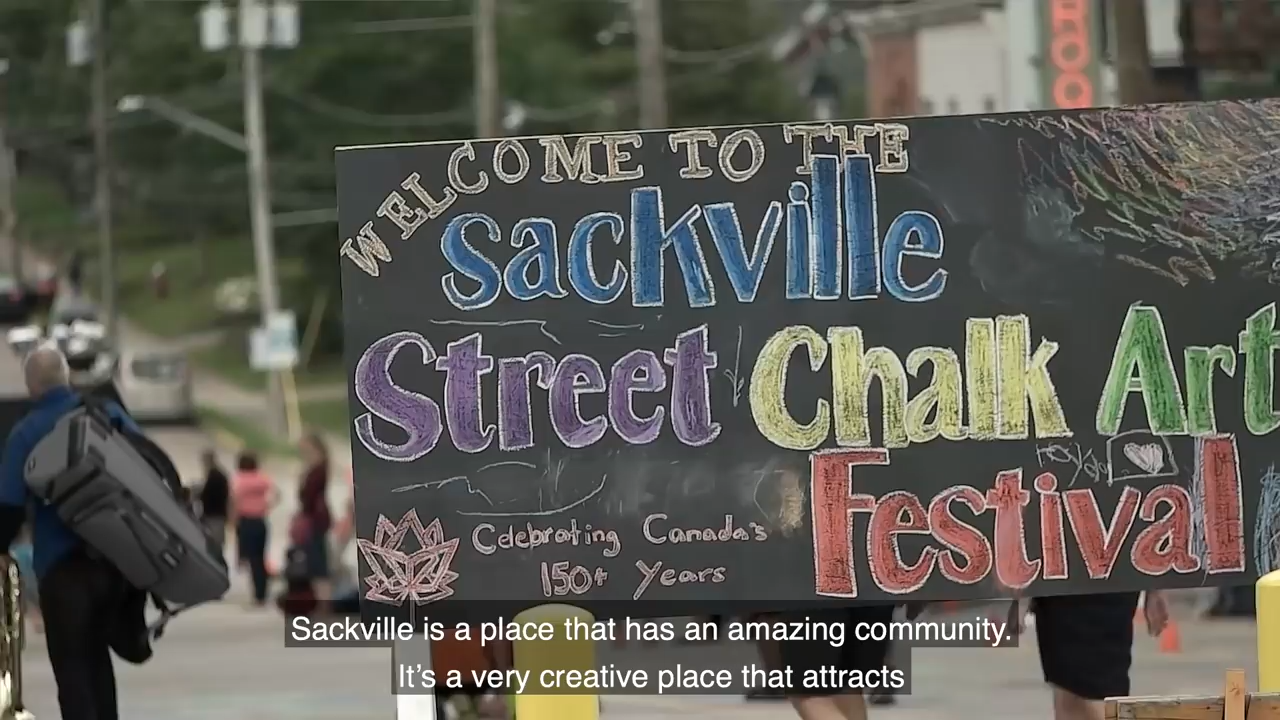 WELCOME TO THE
Sackville
Street Chalk Art
Festival
Celebrating Canada's
150+ Years
Sackville is a place that has an amazing community.
It's a very creative place that attracts